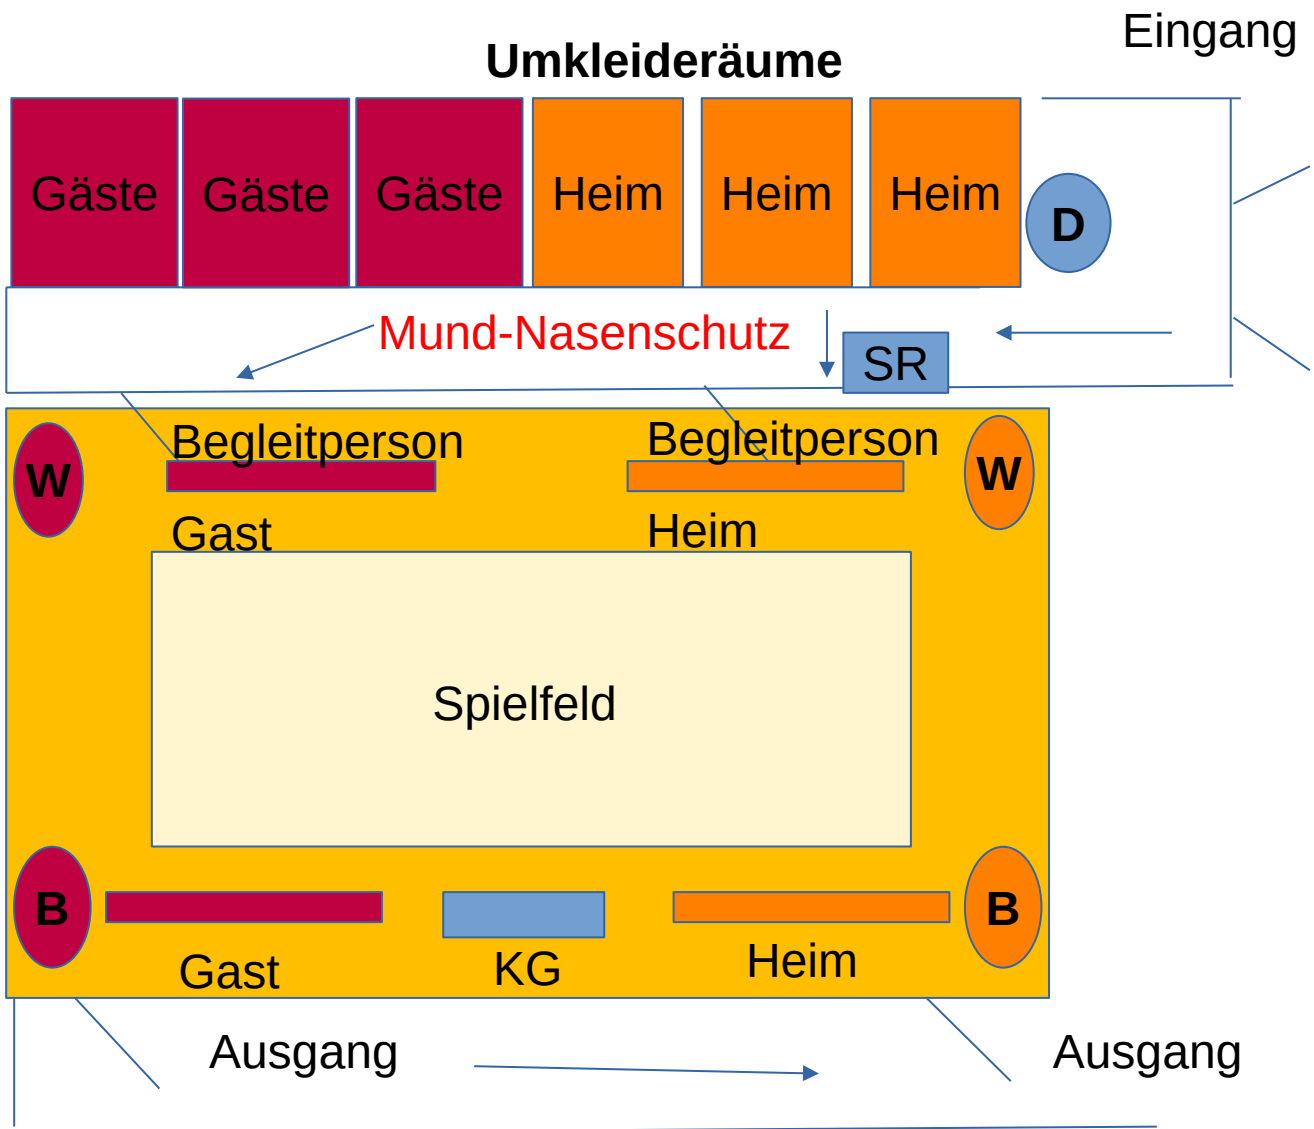 Eingang
Umkleideräume
Gäste
Gäste
Gäste
Heim
Heim
Heim
D
Mund-Nasenschutz
SR
Begleitperson
Begleitperson
W
W
Gast
Heim
Spielfeld
B
B
Gast
KG
Heim
Ausgang
Ausgang